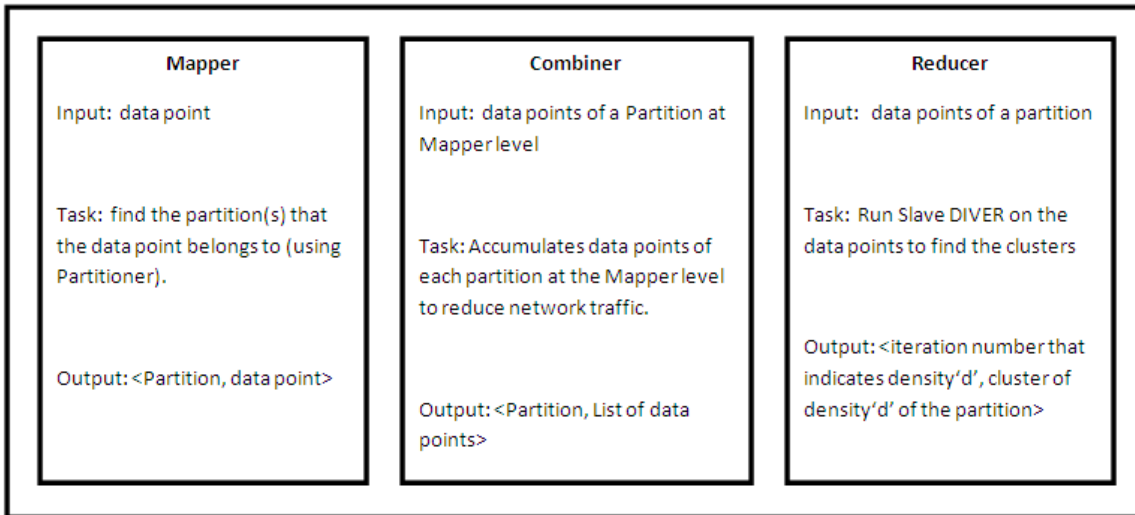 Mapper
Input: data point
Task: find the partition(s) that
the data point belongs to (using
Partitioner).
Output: <Partition, data point>
Combiner
Input: data points of a Partition at
Mapper level
Task: Accumulates data points of
each partition at the Mapper level
to reduce network traffic.
Output: <Partition, List of data
points>
Reducer
Input: data points of a partition
Task: Run Slave DIVER on the
data points to find the clusters
Output: <iteration number that
indicates density‘d’, cluster of
density‘d’ of the partition>